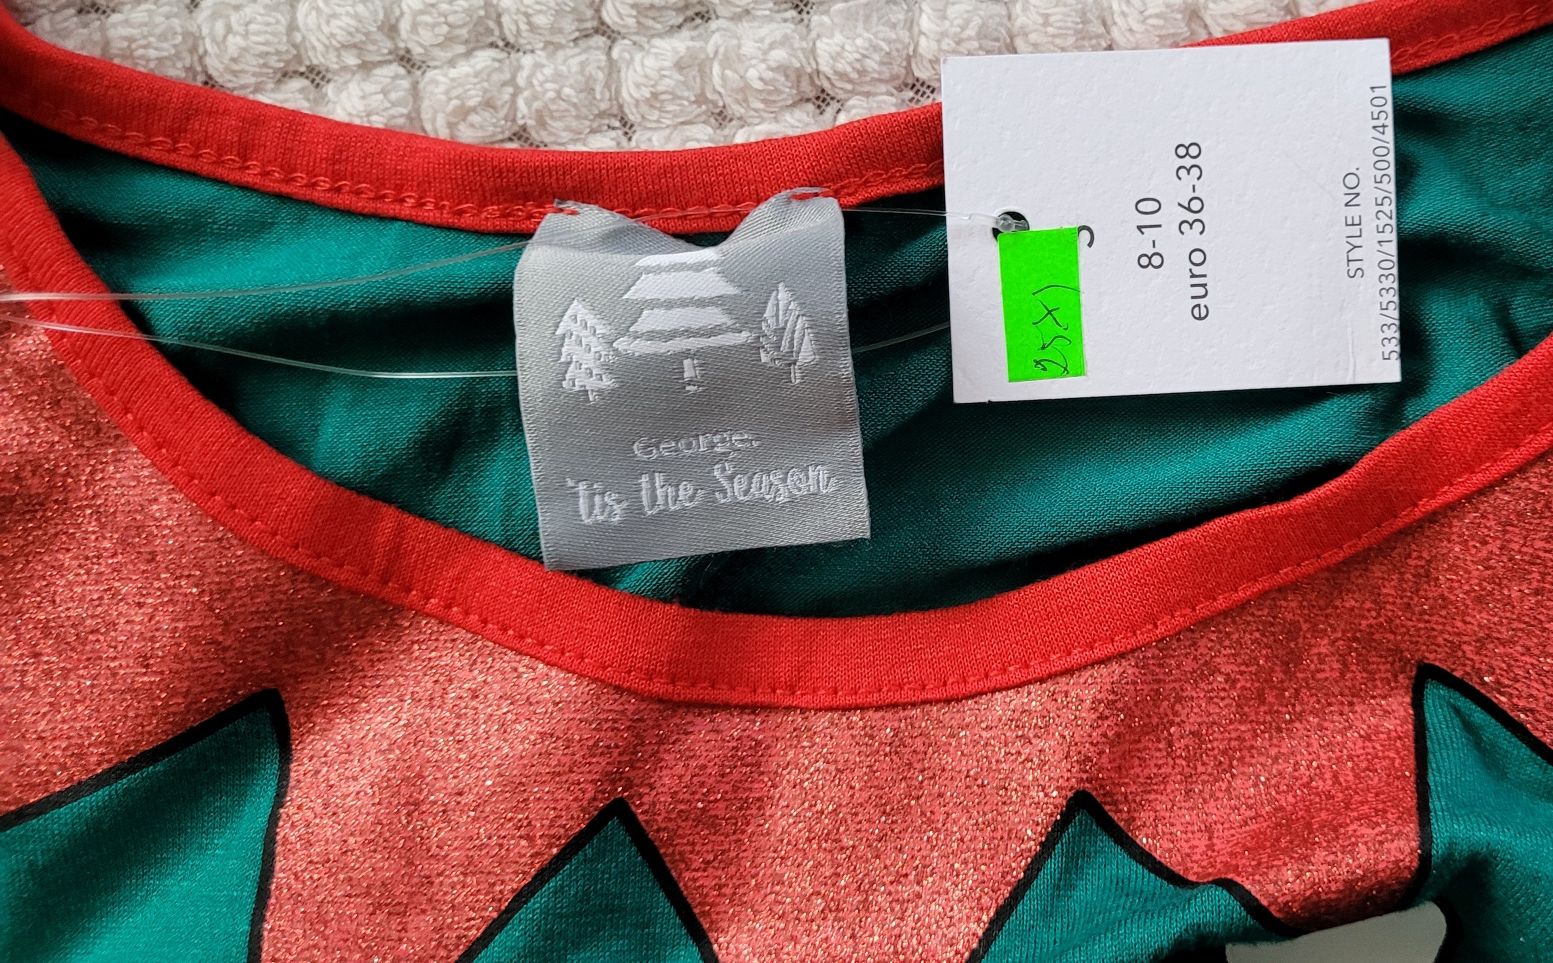 George.
'tis the Season
8-10
euro 36-38
STYLE NO.
533/5330/1525/500/4501